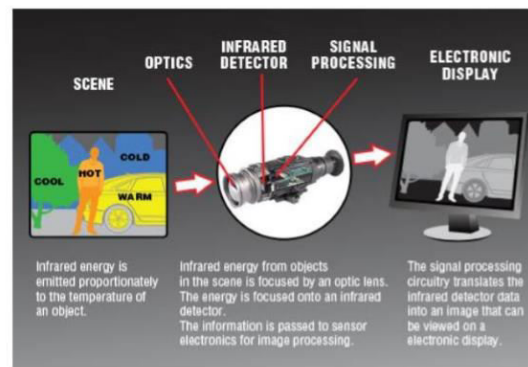 INFRARED
DETECTOR
SIGNAL
PROCESSING
OPTICS
ELECTRONIC
DISPLAY
SCENE
COLD
COOL
HOT
WARM
Infrared energy is
emitted proportionately
to the temperature of
an object.
Infrared energy from objects
in the scene is focused by an optic lens.
The energy is focused onto an infrared
detector.
The information is passed to sensor
electronics for image processing.
The signal processing
circuitry translates the
infrared detector data
into an image that can
be viewed on a
electronic display.